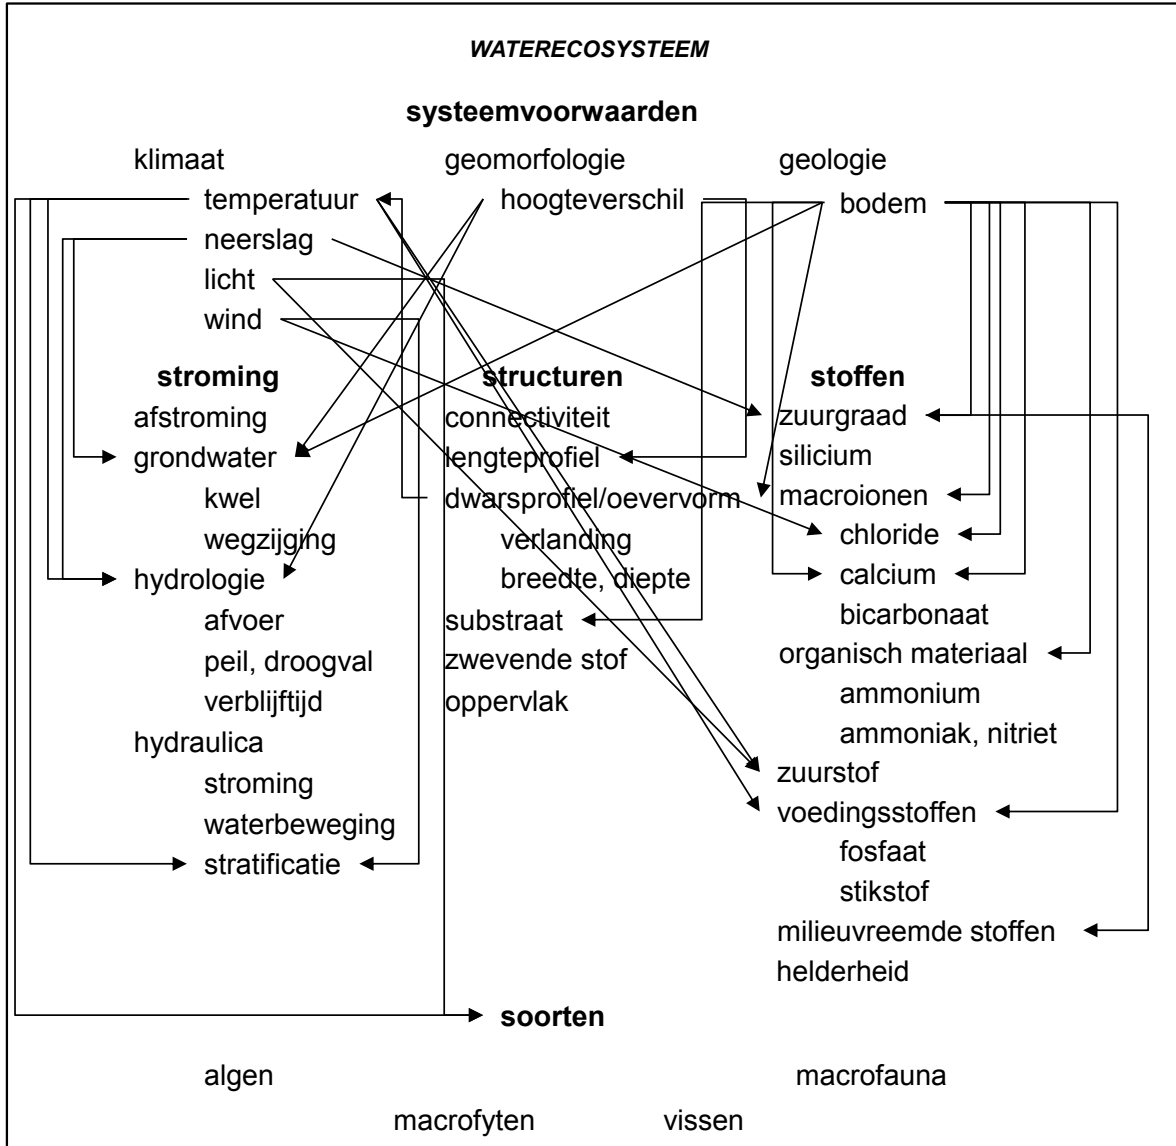 WATERECOSYSTEEM
systeemvoorwaarden
klimaat
temperatuur
neerslag
licht
wind
geomorfologie
hoogteverschil
geologie
bodem
stroming
afstroming
grondwater
kwel
wegzijging
hydrologie
afvoer
peil, droogval
verblijftijd
hydraulica
stroming
waterbeweging
stratificatie
structuren
connectiviteit
lengteprofiel
dwarsprofiel/oevervorm
verlanding
breedte, diepte
substraat
zwevende stof
oppervlak
stoffen
zuurgraad
silicium
macroionen
chloride
calcium
bicarbonaat
organisch materiaal
ammonium
ammoniak, nitriet
zuurstof
voedingsstoffen
fosfaat
stikstof
milieuvreemde stoffen
helderheid
soorten
algen
macrofauna
macrofyten
vissen